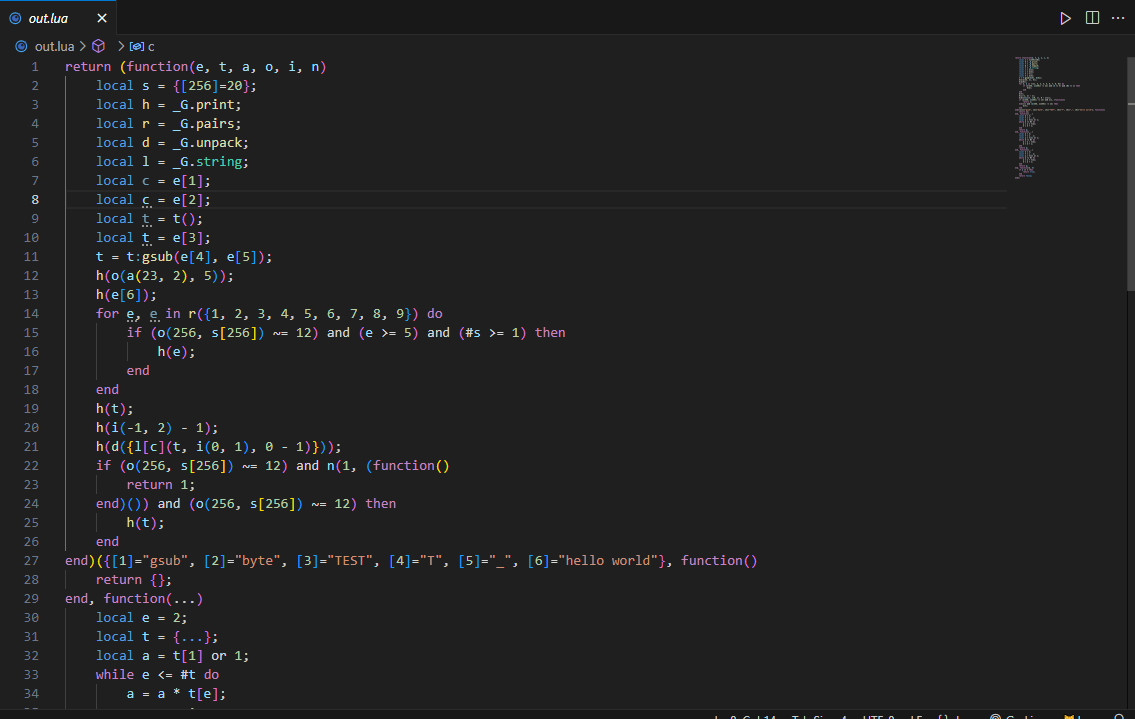 out.lua
out.lua > > c
1 return (function(e, t, a, o, i, n)
2 local s = {[256]=20};
3 local h = _G.print;
4 local r = _G.pairs;
5 local d = _G.unpack;
6 local l = _G.string;
7 local c = e[1];
8 local c = e[2];
9 local t = t();
10 local t = e[3];
11 t = t:gsub(e[4], e[5]);
12 h(o(a(23, 2), 5));
13 h(e[6]);
14 for e, e in r({1, 2, 3, 4, 5, 6, 7, 8, 9}) do
15 if (o(256, s[256]) ~= 12) and (e >= 5) and (#s >= 1) then
16 h(e);
17 end
18 end
19 h(t);
20 h(i(-1, 2) - 1);
21 h(d({l[c](t, i(0, 1), 0 - 1)}));
22 if (o(256, s[256]) ~= 12) and n(1, (function()
23 return 1;
24 end)()) and (o(256, s[256]) ~= 12) then
25 h(t);
26 end
27 end)({[1]="gsub", [2]="byte", [3]="TEST", [4]="T", [5]="_", [6]="hello world"}, function()
28 return {};
29 end, function(...)
30 local e = 2;
31 local t = {...};
32 local a = t[1] or 1;
33 while e <= #t do
34 a = a * t[e];